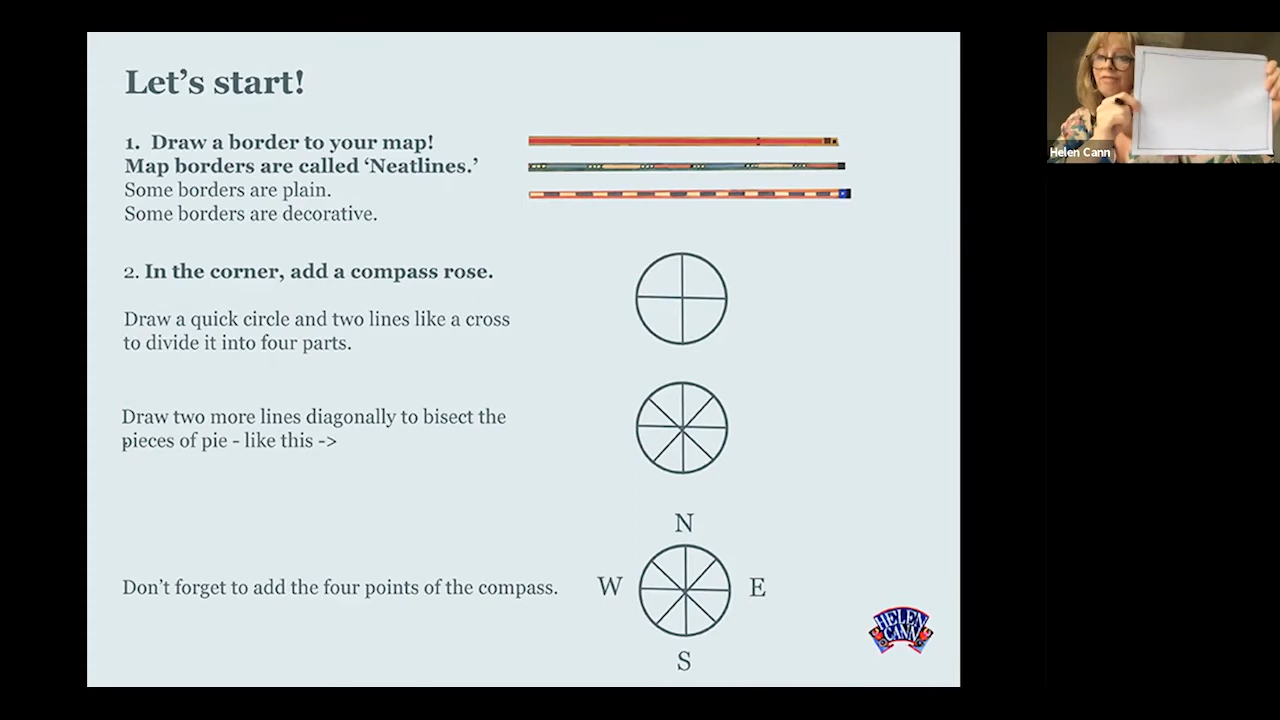 Let's start!
1. Draw a border to your map!
Map borders are called ‘Neatlines.’
Some borders are plain.
Some borders are decorative.
2. In the corner, add a compass rose.
Draw a quick circle and two lines like a cross
to divide it into four parts.
Draw two more lines diagonally to bisect the
pieces of pie - like this ->
N
Don’t forget to add the four points of the compass.
W
E
S
HELEN
CANN
Helen Cann